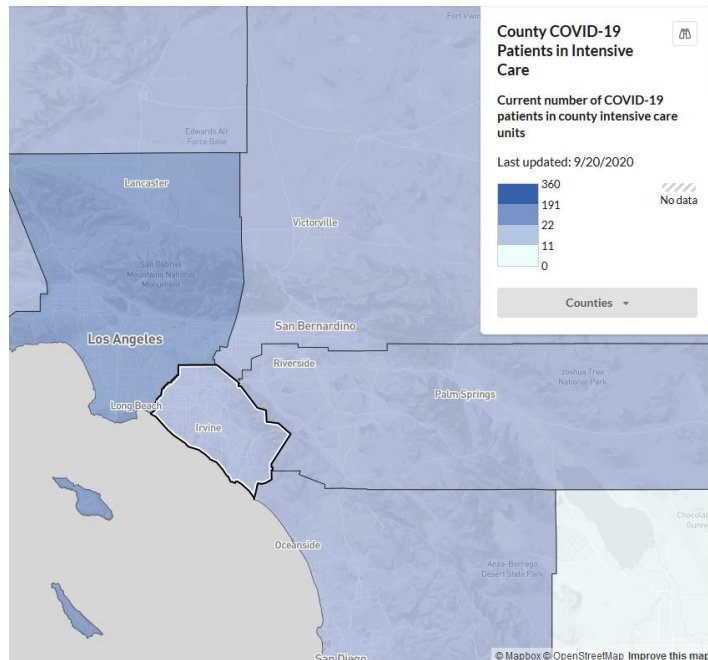 Fort Irwin
County COVID-19
Patients in Intensive
Care
Current number of COVID-19
patients in county intensive care
units
Last updated: 9/20/2020
360
191
22
11
0
No data
Counties
Edwards Air
Force Base
Lancaster
Victorville
San Gabriel
Mountains National
Monument
Los Angeles
San Bernardino
Riverside
Joshua Tree
National Park
Palm Springs
Long Beach
Irvine
Oceanside
Anza-Borrego
Desert State Park
San Diego
© Mapbox © OpenStreetMap Improve this map